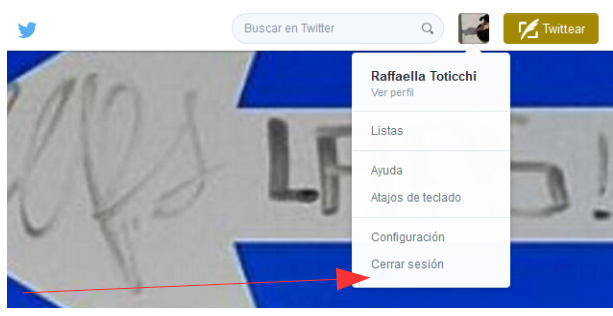 Buscar en Twitter
Twittear
Raffaella Toticchi
Ver perfil
Listas
Ayuda
Atajos de teclado
Configuración
Cerrar sesión